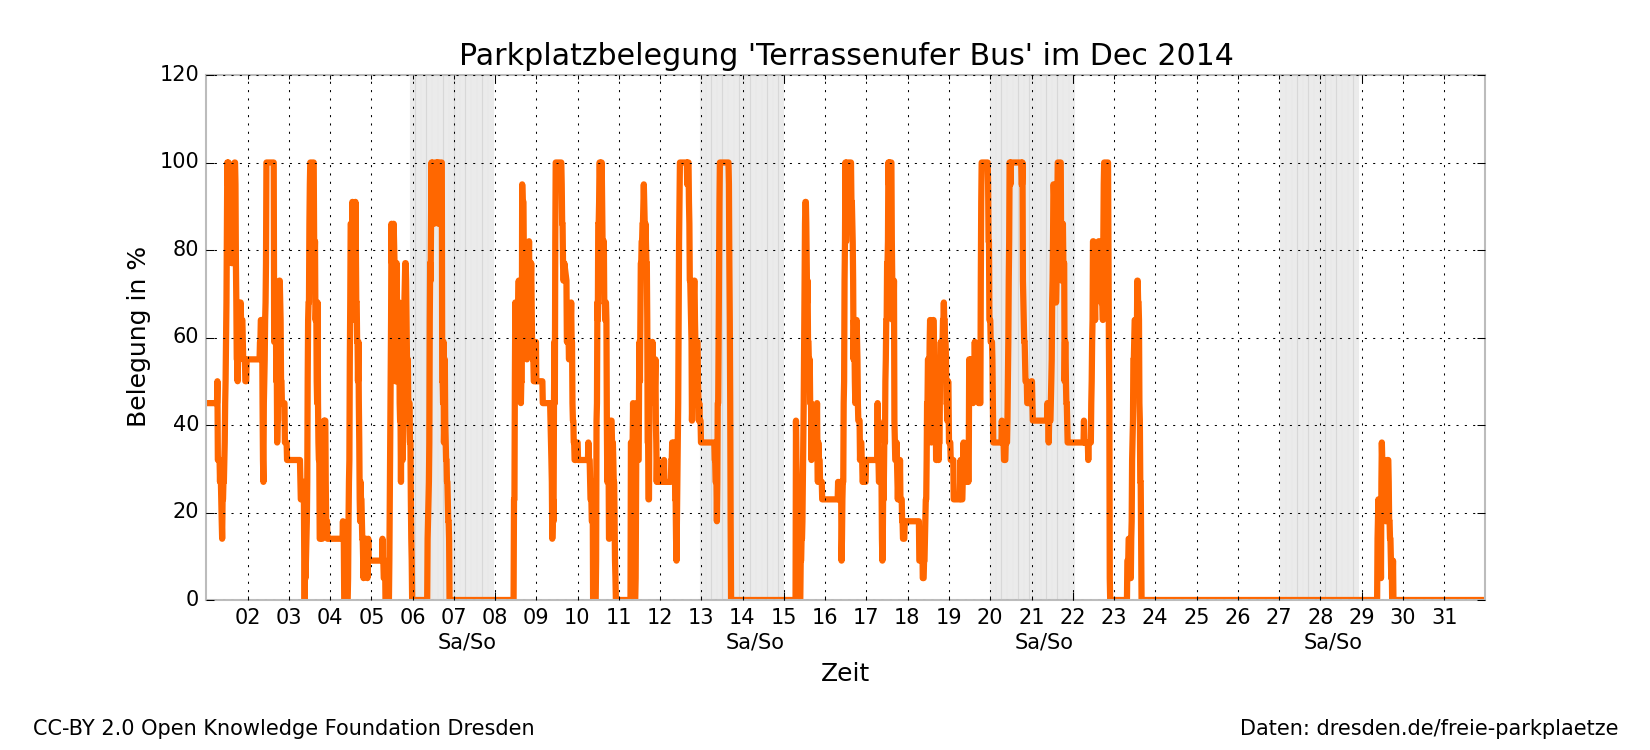 Parkplatzbelegung 'Terrassenufer Bus' im Dec 2014
120
100
80
60
40
20
0
Belegung in %
02 03 04 05 06 07 08 09 10 11 12 13 14 15 16 17 18 19 20 21 22 23 24 25 26 27 28 29 30 31
Sa/So Sa/So Sa/So Sa/So
Zeit
CC-BY 2.0 Open Knowledge Foundation Dresden
Daten: dresden.de/freie-parkplaetze